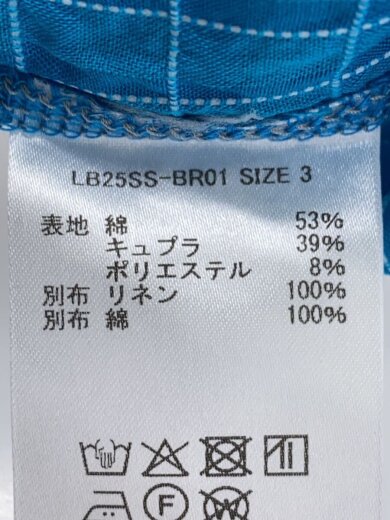 LB25SS-BR01 SIZE 3
表地 綿 53%
キュプラ 39%
ポリエステル 8%
別布 リネン 100%
別布 綿 100%
F